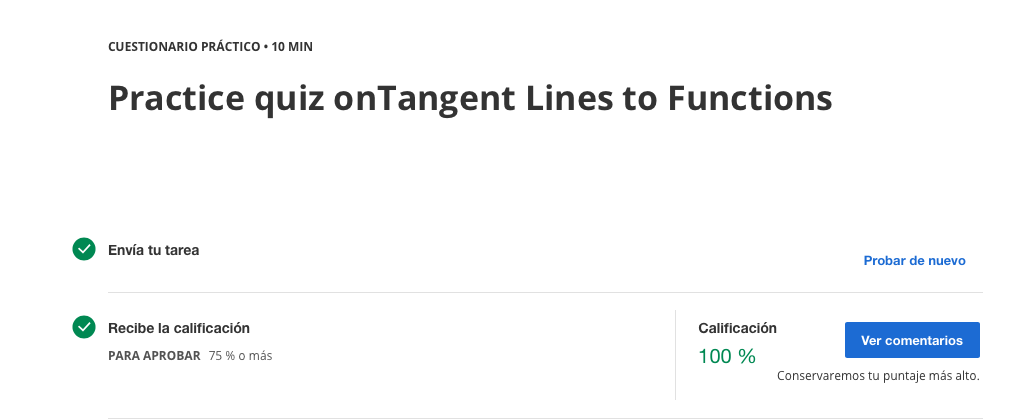 CUESTIONARIO PRÁCTICO • 10 MIN
Practice quiz onTangent Lines to Functions
Envía tu tarea
Probar de nuevo
Recibe la calificación
PARA APROBAR 75 % o más
Calificación
100 %
Ver comentarios
Conservaremos tu puntaje más alto.